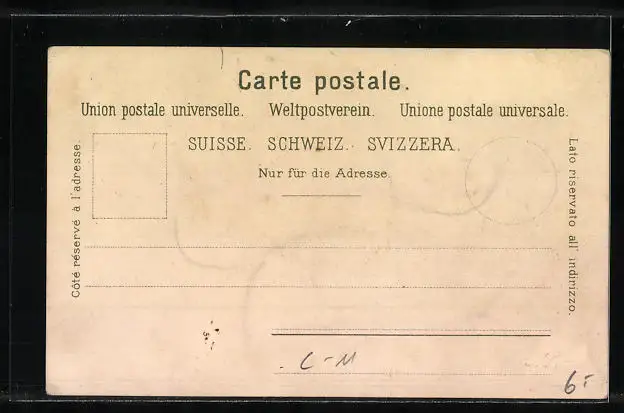 Carte postale.
Union postale universelle. Weltpostverein. Unione postale universale.
SUISSE. SCHWEIZ. SVIZZERA.
Nur für die Adresse.
Côté réservé à l'adresse.
Lato riservato all' indirizzo.
C-M
6.-